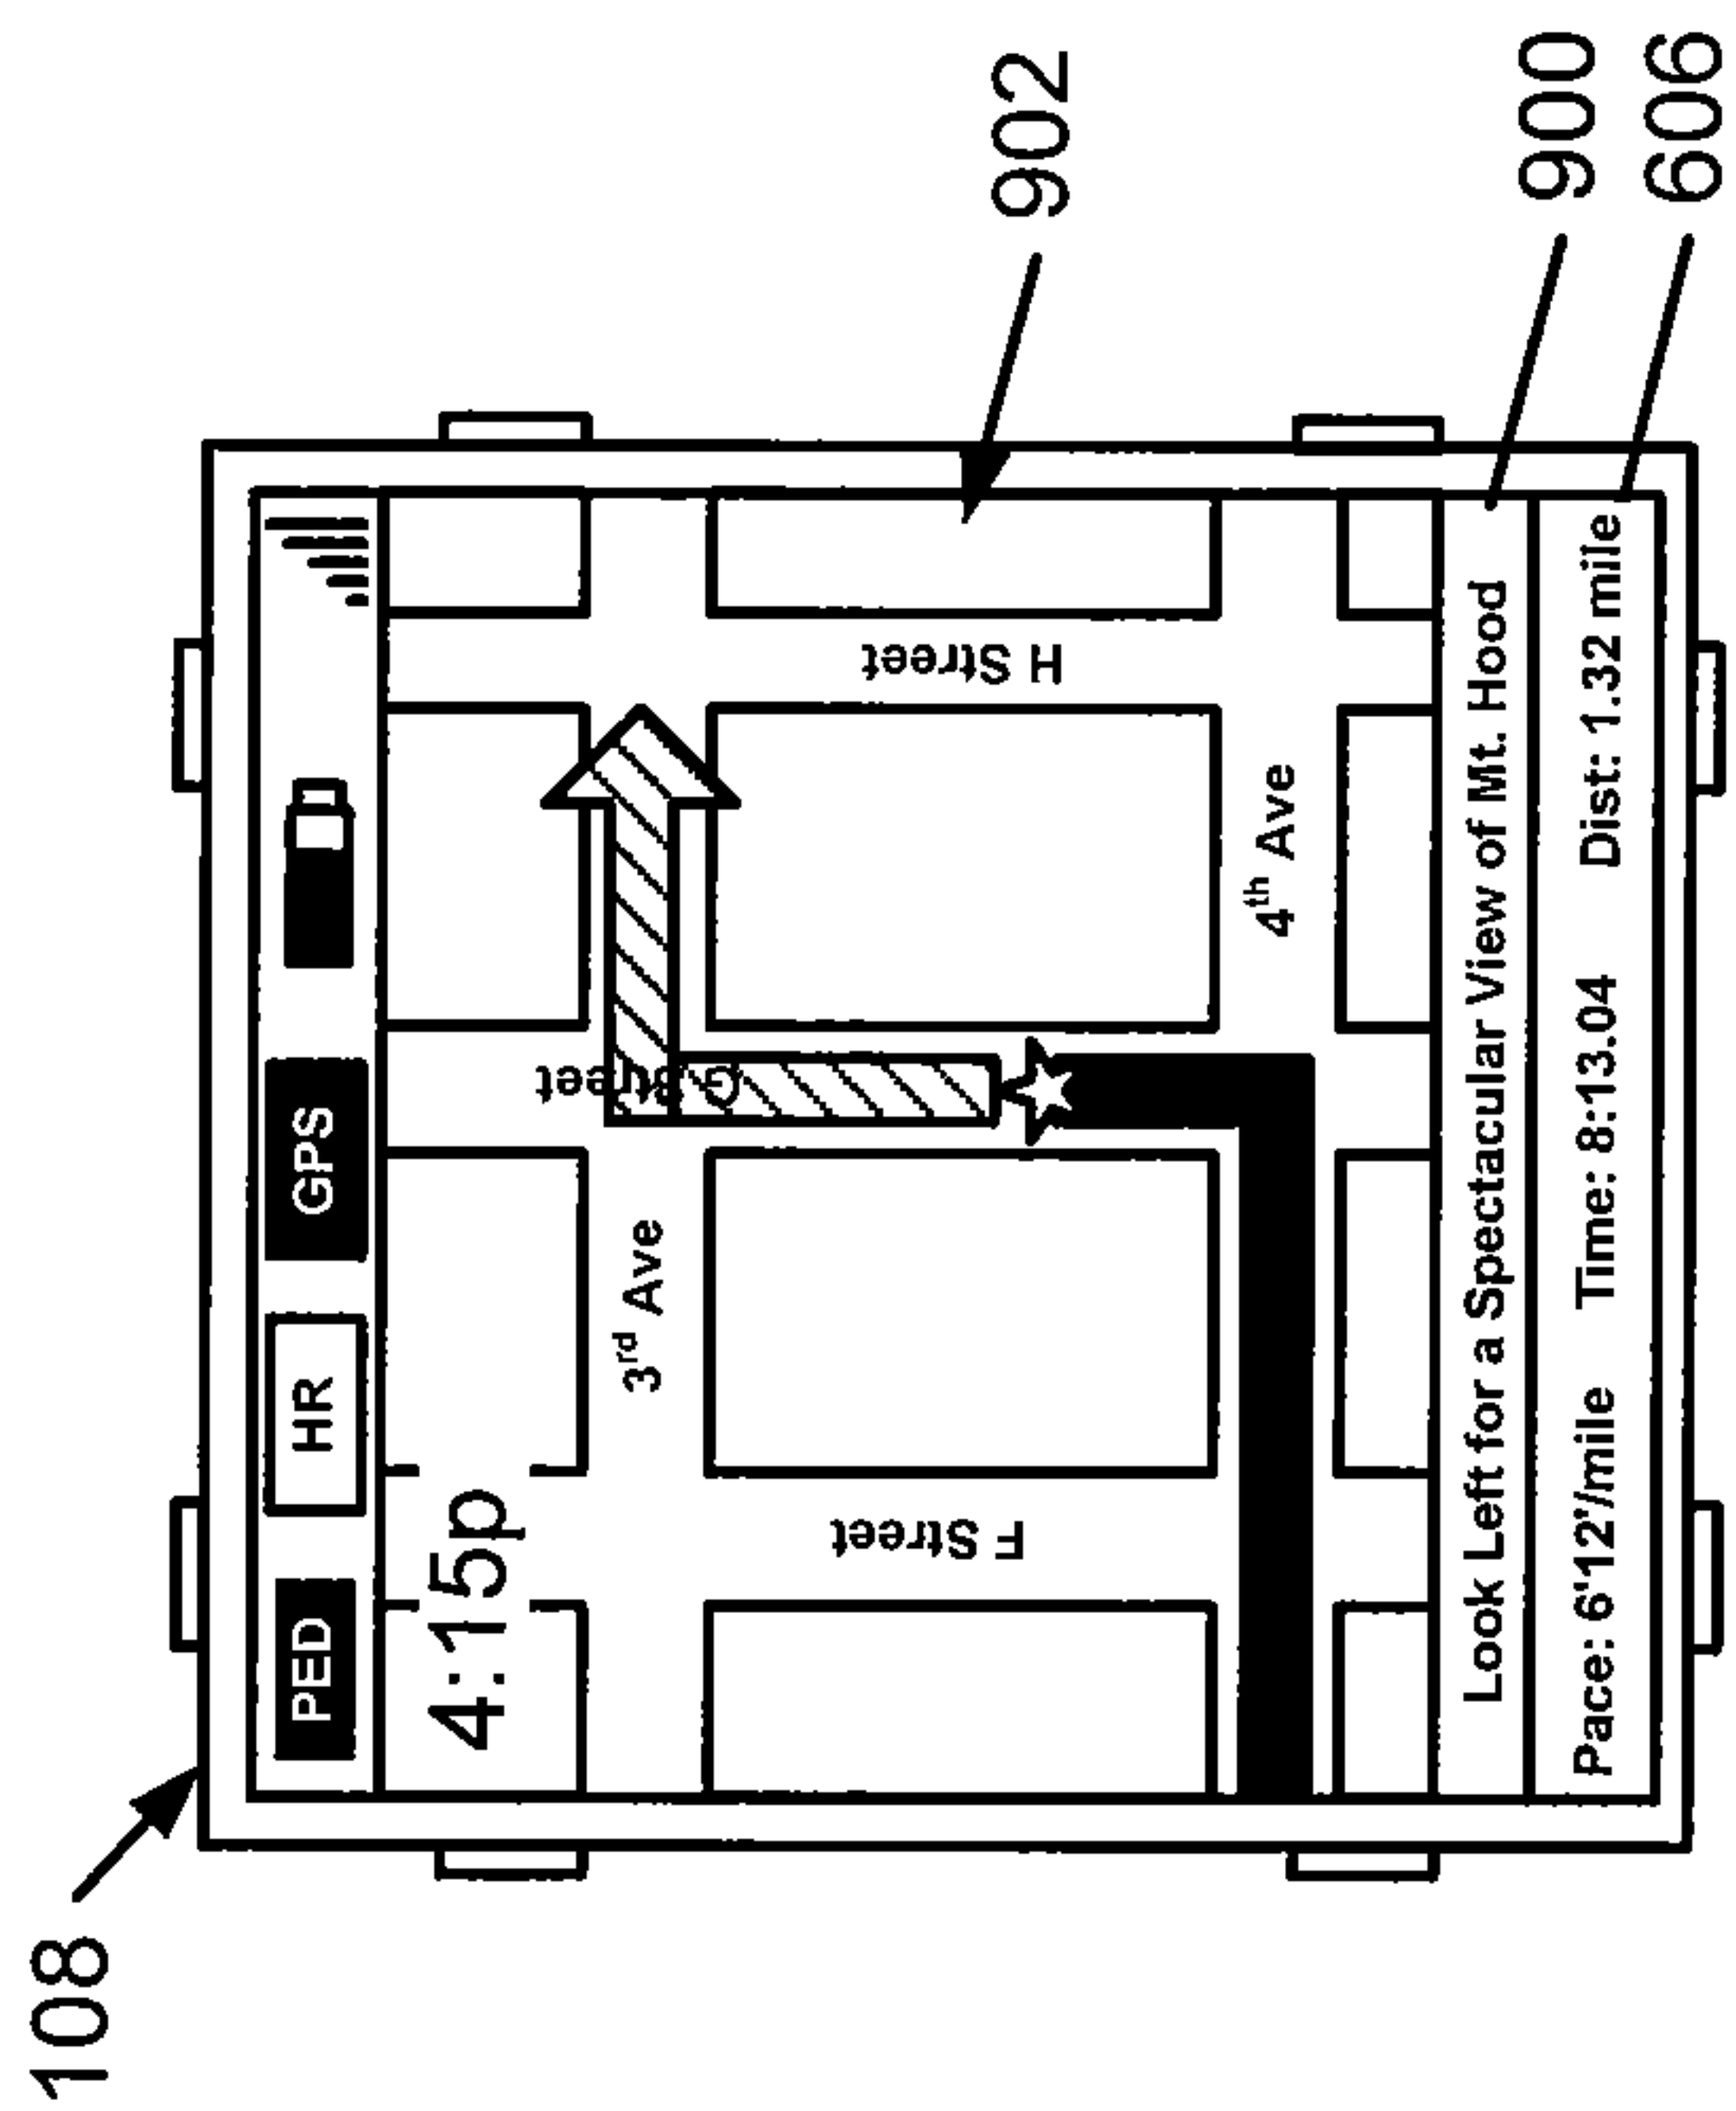 108
PED HR GPS
4:15p
902
3rd Ave
F Street
G Street
H Street
4th Ave
Look Left for a Spectacular View of Mt. Hood
900
Pace: 6'12'/mile Time: 8:13.04 Dist: 1.32 mile
606